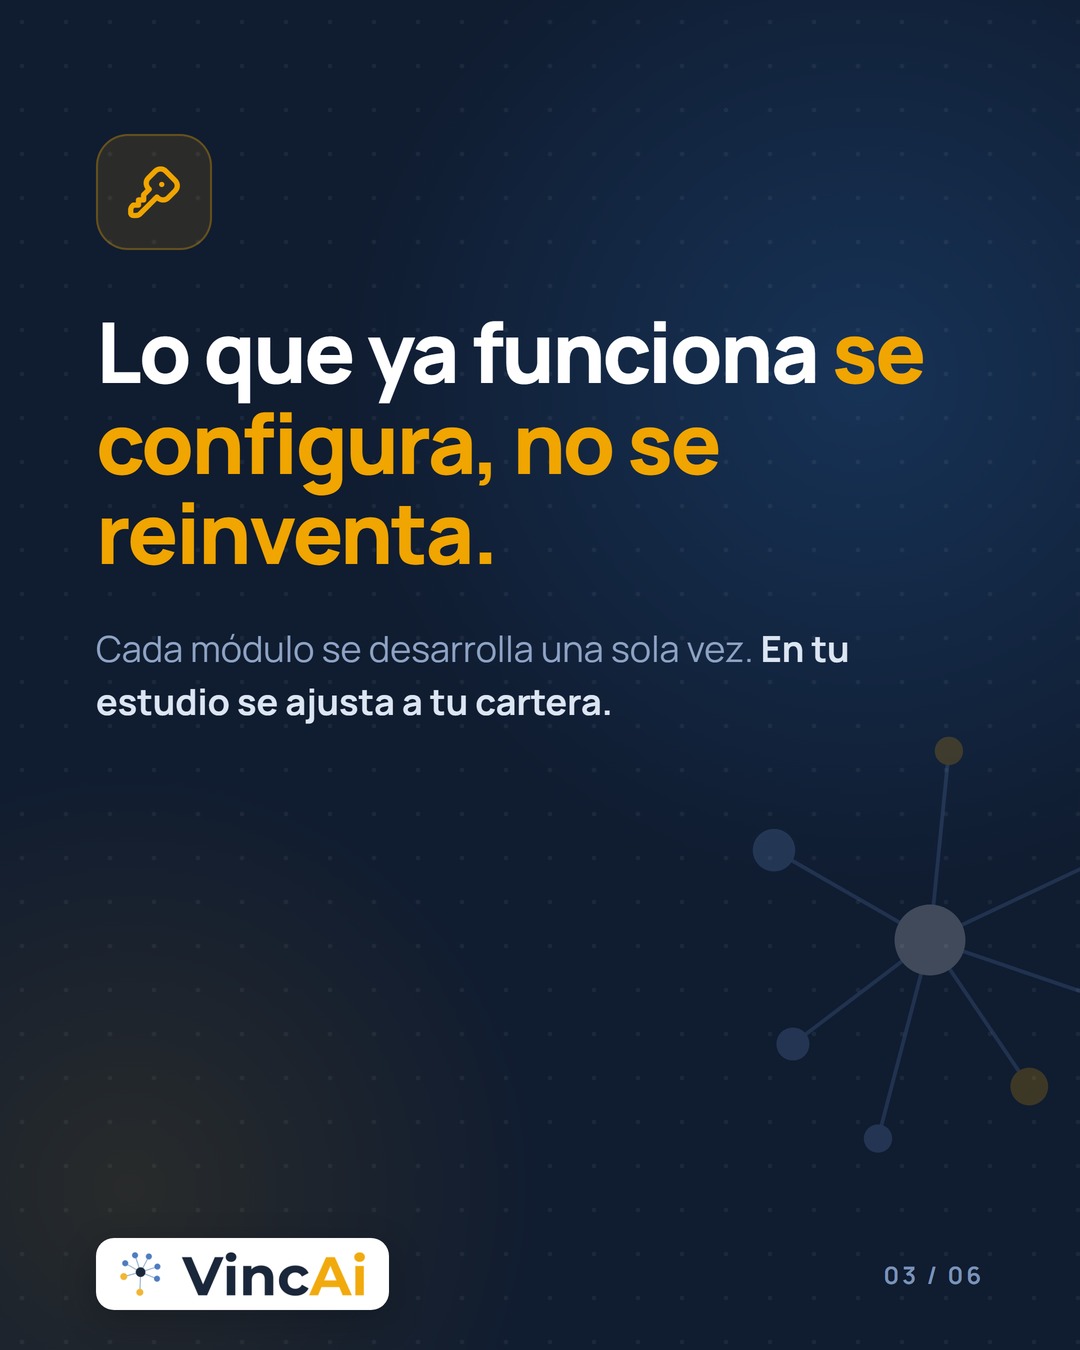 Lo que ya funciona se
configura, no se
reinventa.
Cada módulo se desarrolla una sola vez. En tu
estudio se ajusta a tu cartera.
VincAi
03 / 06